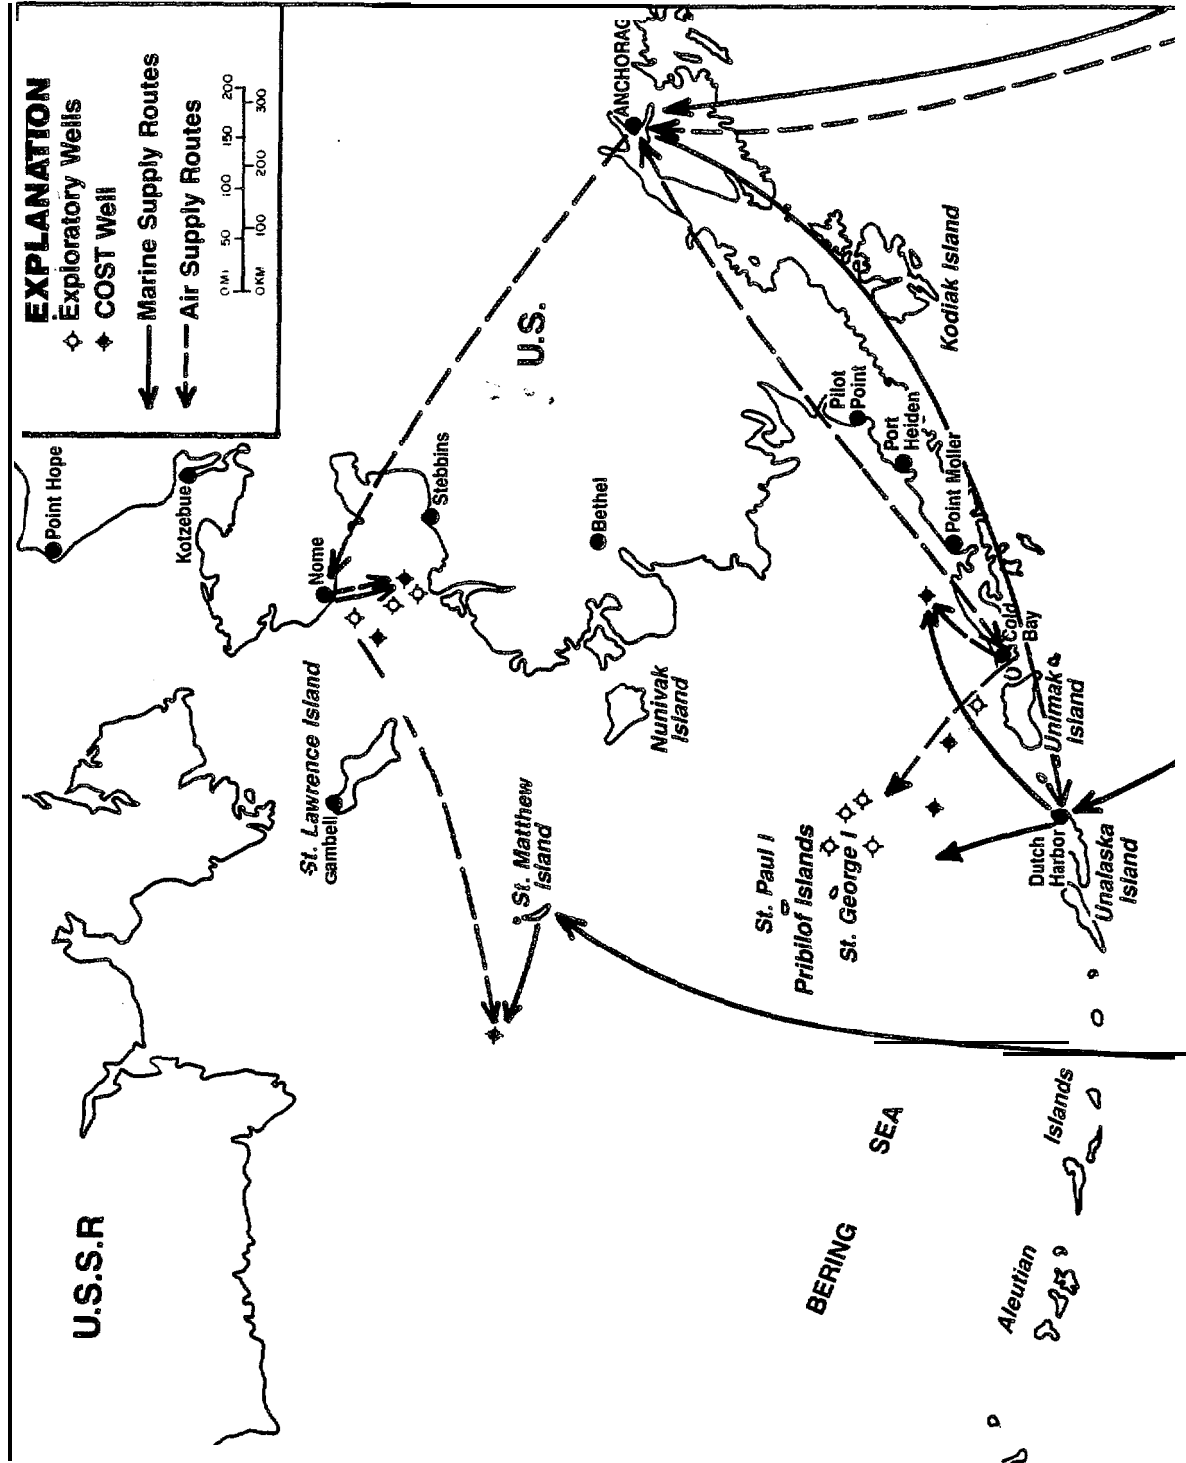 EXPLANATION
Exploratory Wells
COST Well
Marine Supply Routes
Air Supply Routes
0 MI 50 100 150 200
0 KM 100 200 300
ANCHORAG
Point Hope
Kotzebue
Nome
Stebbins
Bethel
U.S.
Kodiak Island
Pilot
Point
Port
Heiden
Point Moller
Cold
Bay
Unimak
Island
Nunivak
Island
St. Lawrence Island
Gambell
St. Matthew
Island
St. Paul I
Pribilof Islands
St. George I
Dutch
Harbor
Unalaska
Island
U.S.S.R
BERING
SEA
Aleutian
Islands